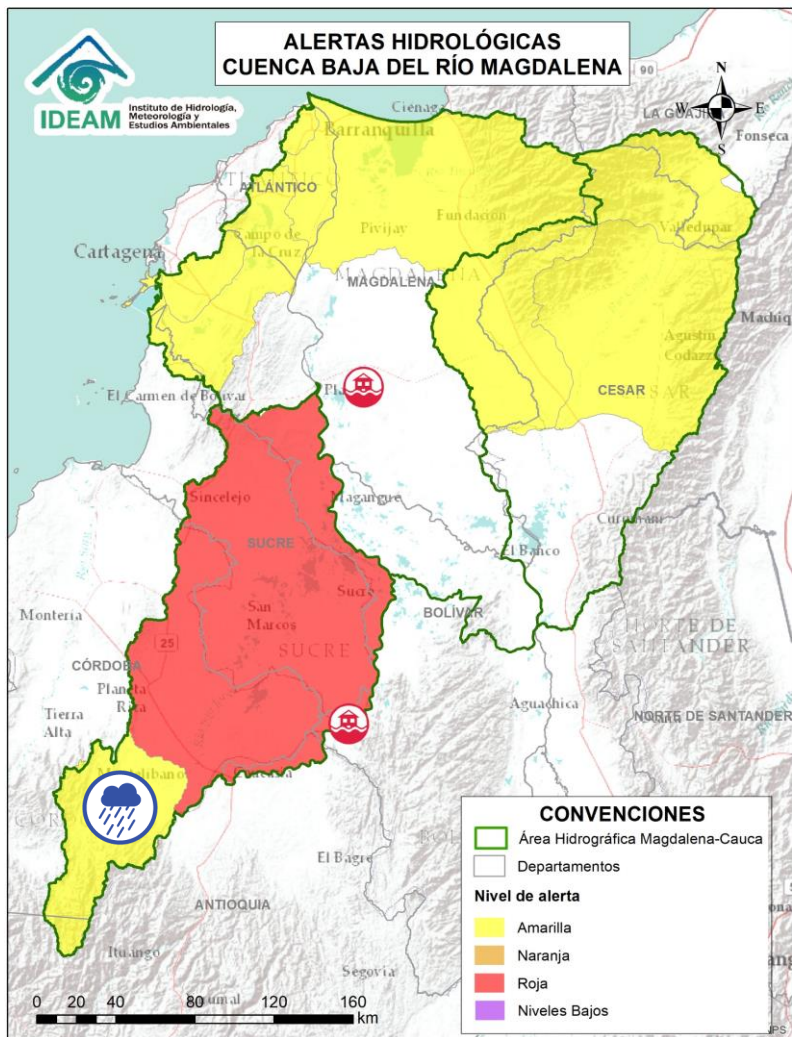 ALERTAS HIDROLÓGICAS
CUENCA BAJA DEL RÍO MAGDALENA
IDEAM
Instituto de Hidrología,
Meteorología y
Estudios Ambientales
N
W
E
S
90
Ciénaga
LA GUAJIRA
Fonseca
Barranquilla
ATLÁNTICO
Pivijay
Fundación
Valledupar
Campo de
la Cruz
Cartagena
MAGDALENA
MAGDALENA
Agustín
Codazzi
CESAR
El Carmen de Bolívar
Sincelejo
Magangué
SUCRE
Curumaní
El Banco
Sucre
BOLÍVAR
San
Marcos
SUCRE
Montería
25
CÓRDOBA
Planeta
Rica
Tierra
Alta
NORTE DE
SANTANDER
Aguachica
NORTE DE SANTANDER
Montelíbano
Caucasia
El Bagre
ANTIOQUIA
Ituango
Segovia
CONVENCIONES
Área Hidrográfica Magdalena-Cauca
Departamentos
Nivel de alerta
Amarilla
Naranja
Roja
Niveles Bajos
0 20 40 80 120 160
km